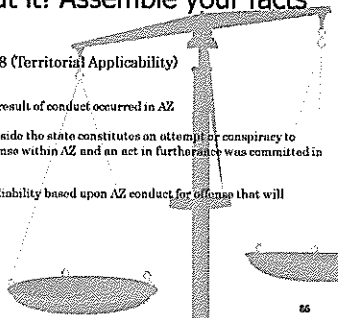 ut it? Assemble your facts
8 (Territorial Applicability)
result of conduct occurred in AZ
side the state constitutes an attempt or conspiracy to
nse within AZ and an act in furtherance was committed in
iability based upon AZ conduct for offense that will
86